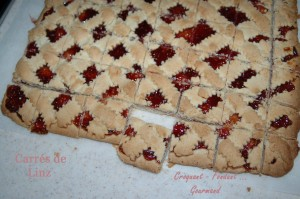 Carrés de
Linz
Croquant - Fondant
Gourmand